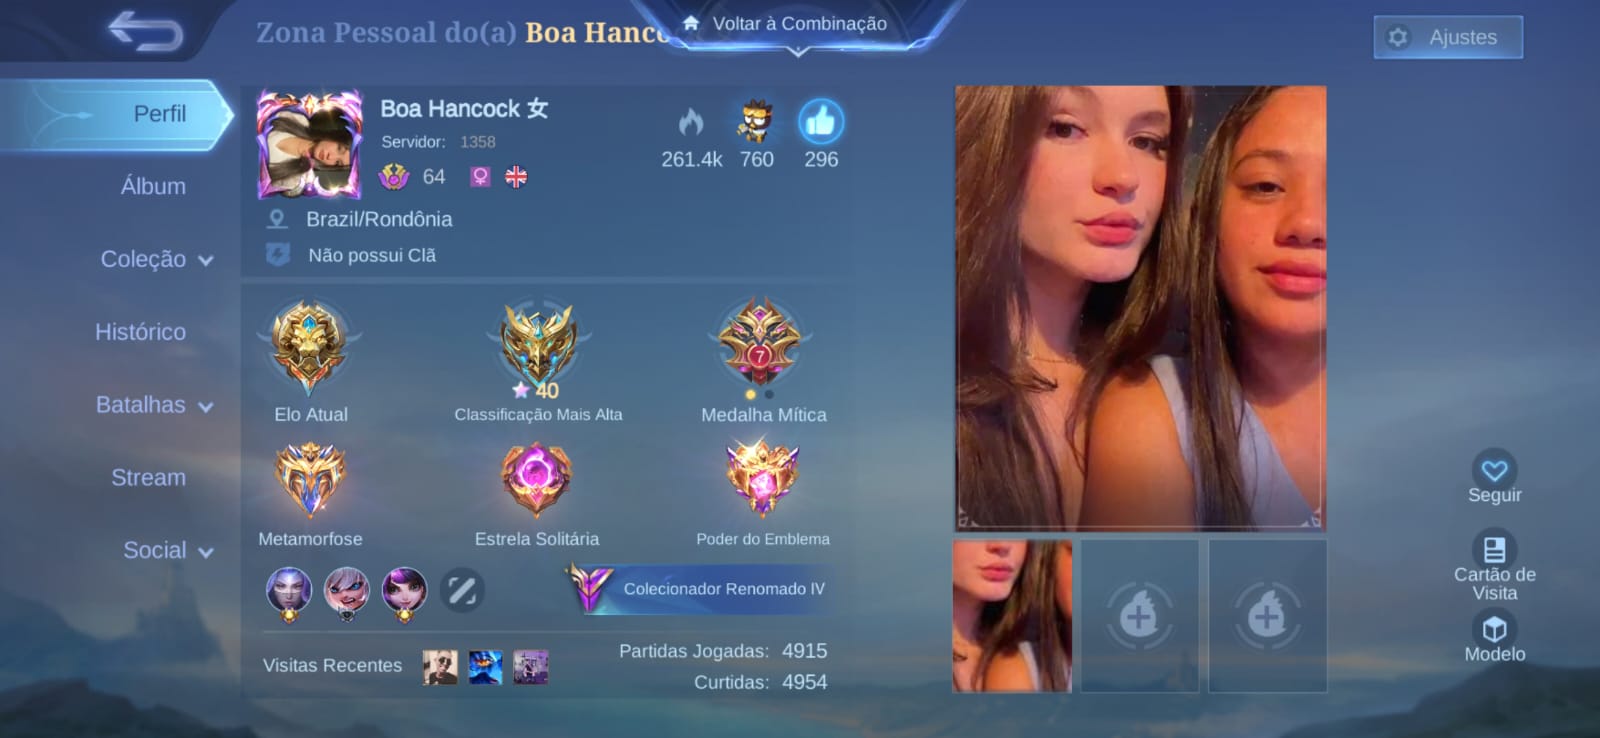 Zona Pessoal do(a) Boa Hanco
Voltar à Combinação
Ajustes
Perfil
Álbum
Coleção
Histórico
Batalhas
Stream
Social
Boa Hancock 女
Servidor: 1358
64
261.4k 760 296
Brazil/Rondônia
Não possui Clã
40
7
Elo Atual Classificação Mais Alta Medalha Mítica
Metamorfose Estrela Solitária Poder do Emblema
Colecionador Renomado IV
Visitas Recentes
Partidas Jogadas: 4915
Curtidas: 4954
Seguir
Cartão de
Visita
Modelo